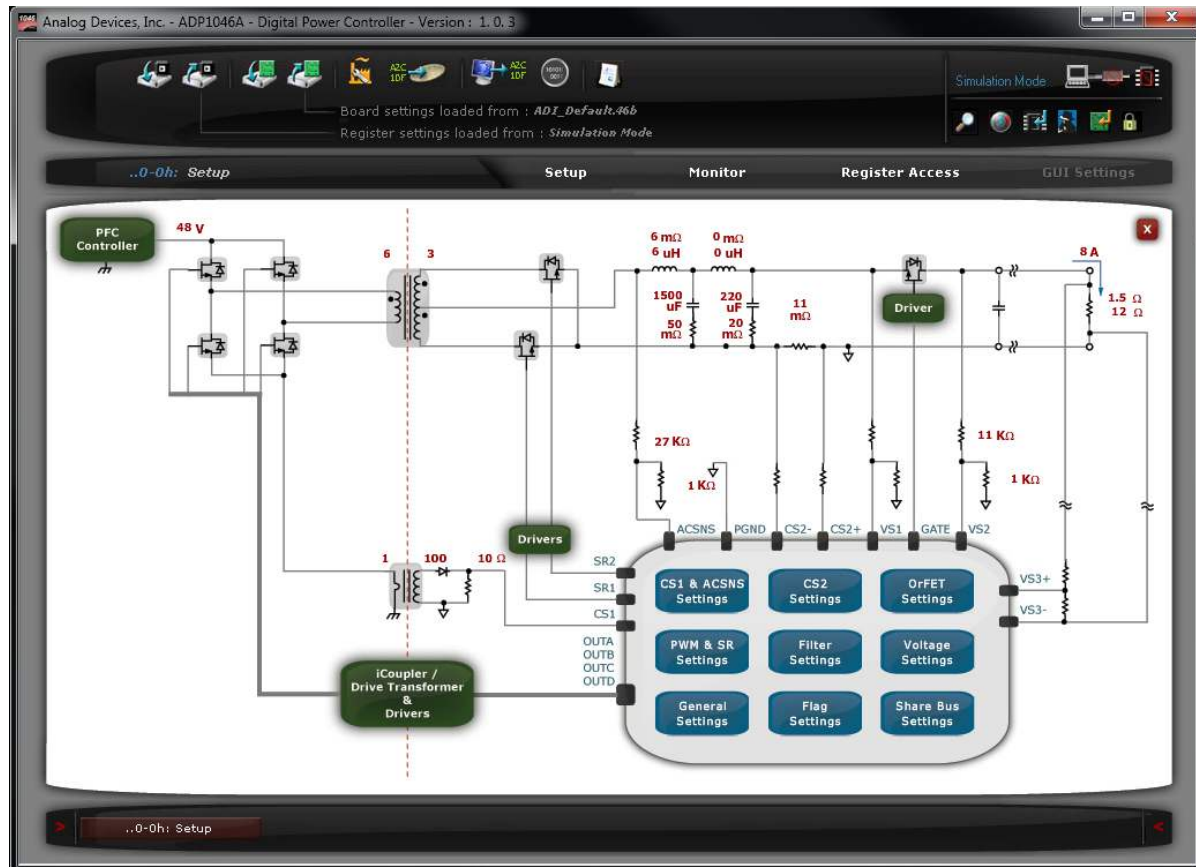 Analog Devices, Inc. - ADP1046A - Digital Power Controller - Version : 1. 0. 3
1046
A2C
1DF
A2C
1DF
Simulation Mode
Board settings loaded from : ADI_Default.46b
Register settings loaded from : Simulation Mode
..0-0h: Setup
Setup
Monitor
Register Access
GUI Settings
PFC
Controller
48 V
6
3
6 mΩ
6 uH
0 mΩ
0 uH
1500
uF
50
mΩ
220
uF
20
mΩ
11
mΩ
Driver
X
8 A
1.5 Ω
12 Ω
27 KΩ
1 KΩ
11 KΩ
1 KΩ
Drivers
1
100
10 Ω
ACSNS
PGND
CS2-
CS2+
VS1
GATE
VS2
SR2
SR1
CS1
OUTA
OUTB
OUTC
OUTD
VS3+
VS3-
CS1 & ACSNS
Settings
CS2
Settings
OrFET
Settings
PWM & SR
Settings
Filter
Settings
Voltage
Settings
General
Settings
Flag
Settings
Share Bus
Settings
iCoupler /
Drive Transformer
&
Drivers
> ..0-0h: Setup <